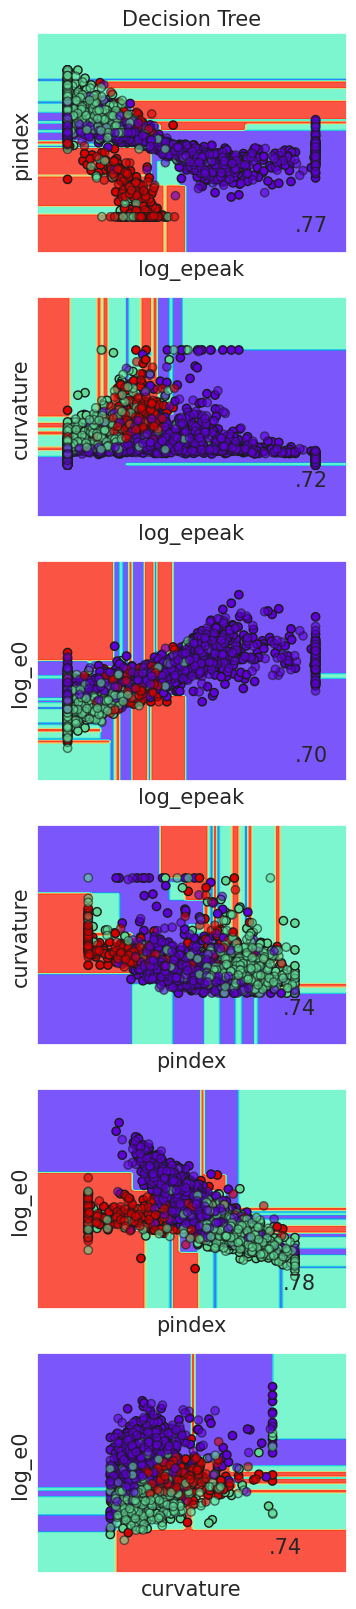 Decision Tree
pindex
.77
log_epeak
curvature
.72
log_epeak
log_e0
.70
log_epeak
curvature
.74
pindex
log_e0
.78
pindex
log_e0
.74
curvature